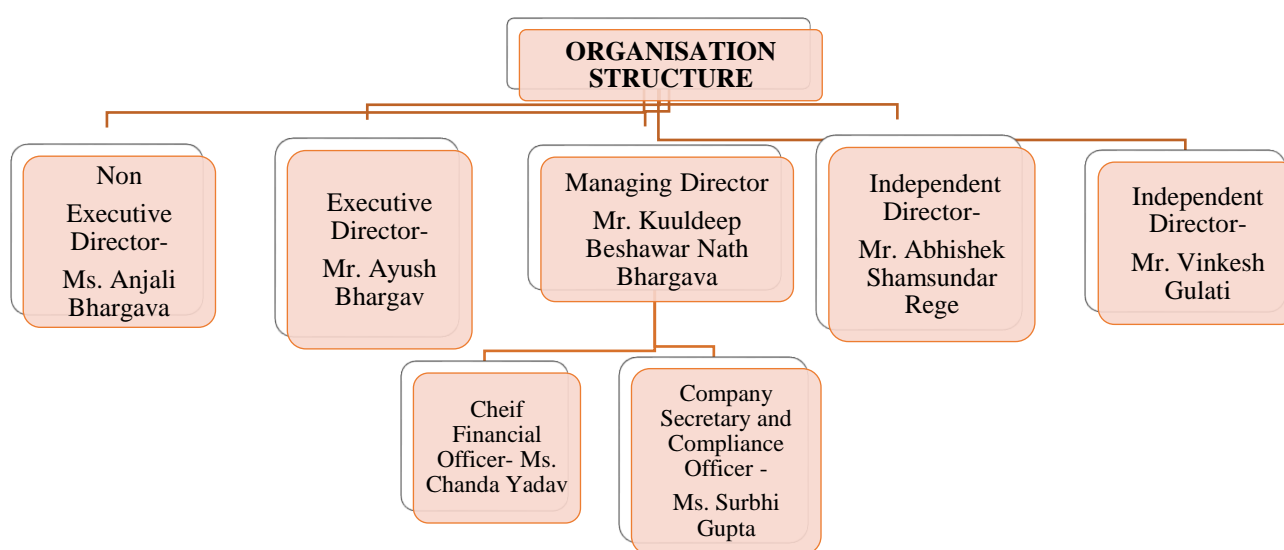 ORGANISATION
STRUCTURE
Non
Executive
Director-
Ms. Anjali
Bhargava
Executive
Director-
Mr. Ayush
Bhargav
Managing Director
Mr. Kuuldeep
Beshawar Nath
Bhargava
Independent
Director-
Mr. Abhishek
Shamsundar
Rege
Independent
Director-
Mr. Vinkesh
Gulati
Cheif
Financial
Officer- Ms.
Chanda Yadav
Company
Secretary and
Compliance
Officer -
Ms. Surbhi
Gupta